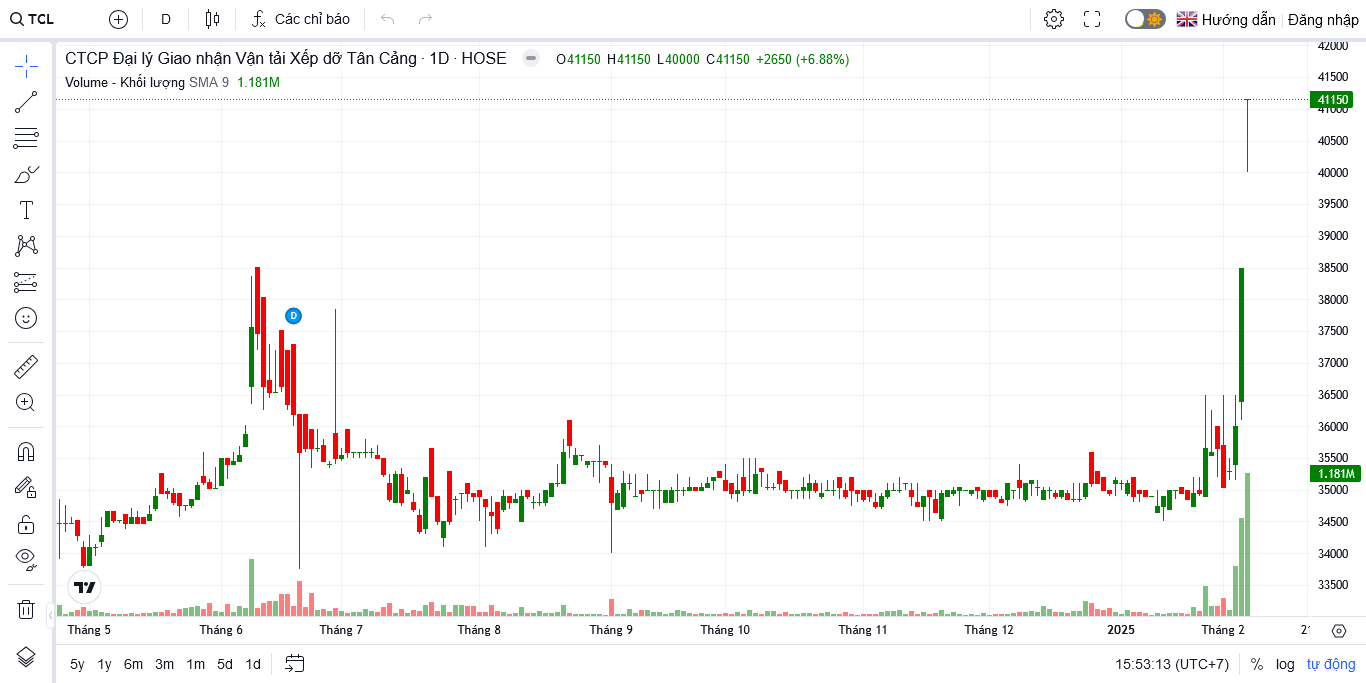 TCL D Các chỉ báo Hướng dẫn Đăng nhập
CTCP Đại lý Giao nhận Vận tải Xếp dỡ Tân Cảng · 1D · HOSE O41150 H41150 L40000 C41150 +2650 (+6.88%)
Volume - Khối lượng SMA 9 1.181M
42000
41500
41150
41000
40500
40000
39500
39000
38500
38000
37500
37000
36500
36000
35500
1.181M
35000
34500
34000
33500
D
T
Tháng 5 Tháng 6 Tháng 7 Tháng 8 Tháng 9 Tháng 10 Tháng 11 Tháng 12 2025 Tháng 2
5y 1y 6m 3m 1m 5d 1d 15:53:13 (UTC+7) % log tự động